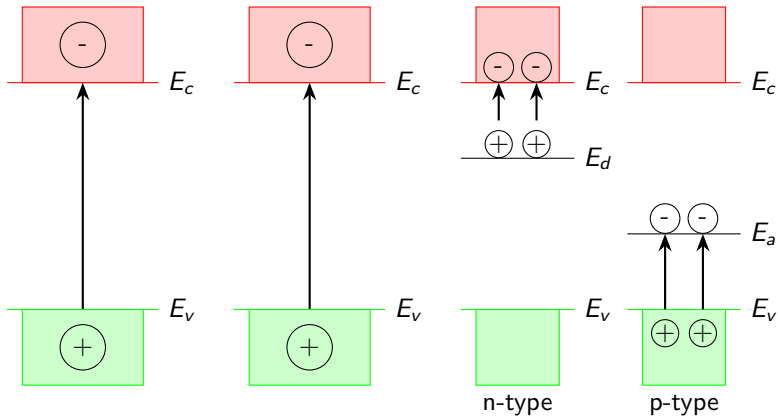 - - - -
E_c E_c E_c E_c
+ +
E_d
- -
E_a
E_v E_v E_v E_v
+ + + +
n-type p-type